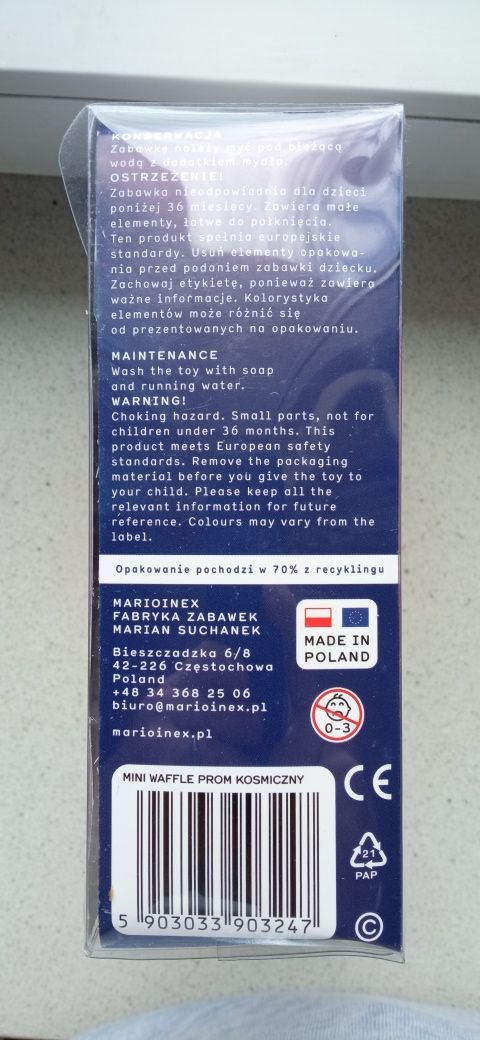 KONSERWACJA
Zabawkę należy myć pod bieżącą
wodą z dodatkiem mydła.
OSTRZEŻENIE!
Zabawka nieodpowiednia dla dzieci
poniżej 36 miesięcy. Zawiera małe
elementy, łatwe do połknięcia.
Ten produkt spełnia europejskie
standardy. Usuń elementy opakowa-
nia przed podaniem zabawki dziecku.
Zachowaj etykietę, ponieważ zawiera
ważne informacje. Kolorystyka
elementów może różnić się
od prezentowanych na opakowaniu.
MAINTENANCE
Wash the toy with soap
and running water.
WARNING!
Choking hazard. Small parts, not for
children under 36 months. This
product meets European safety
standards. Remove the packaging
material before you give the toy to
your child. Please keep all the
relevant information for future
reference. Colours may vary from the
label.
Opakowanie pochodzi w 70% z recyklingu
MARIOINEX
FABRYKA ZABAWEK
MARIAN SUCHANEK
Bieszczadzka 6/8
42-226 Częstochowa
Poland
+48 34 368 25 06
biuro@marioinex.pl
marioinex.pl
MADE IN
POLAND
0-3
MINI WAFFLE PROM KOSMICZNY
5 903033 903247
CE
21
PAP
©